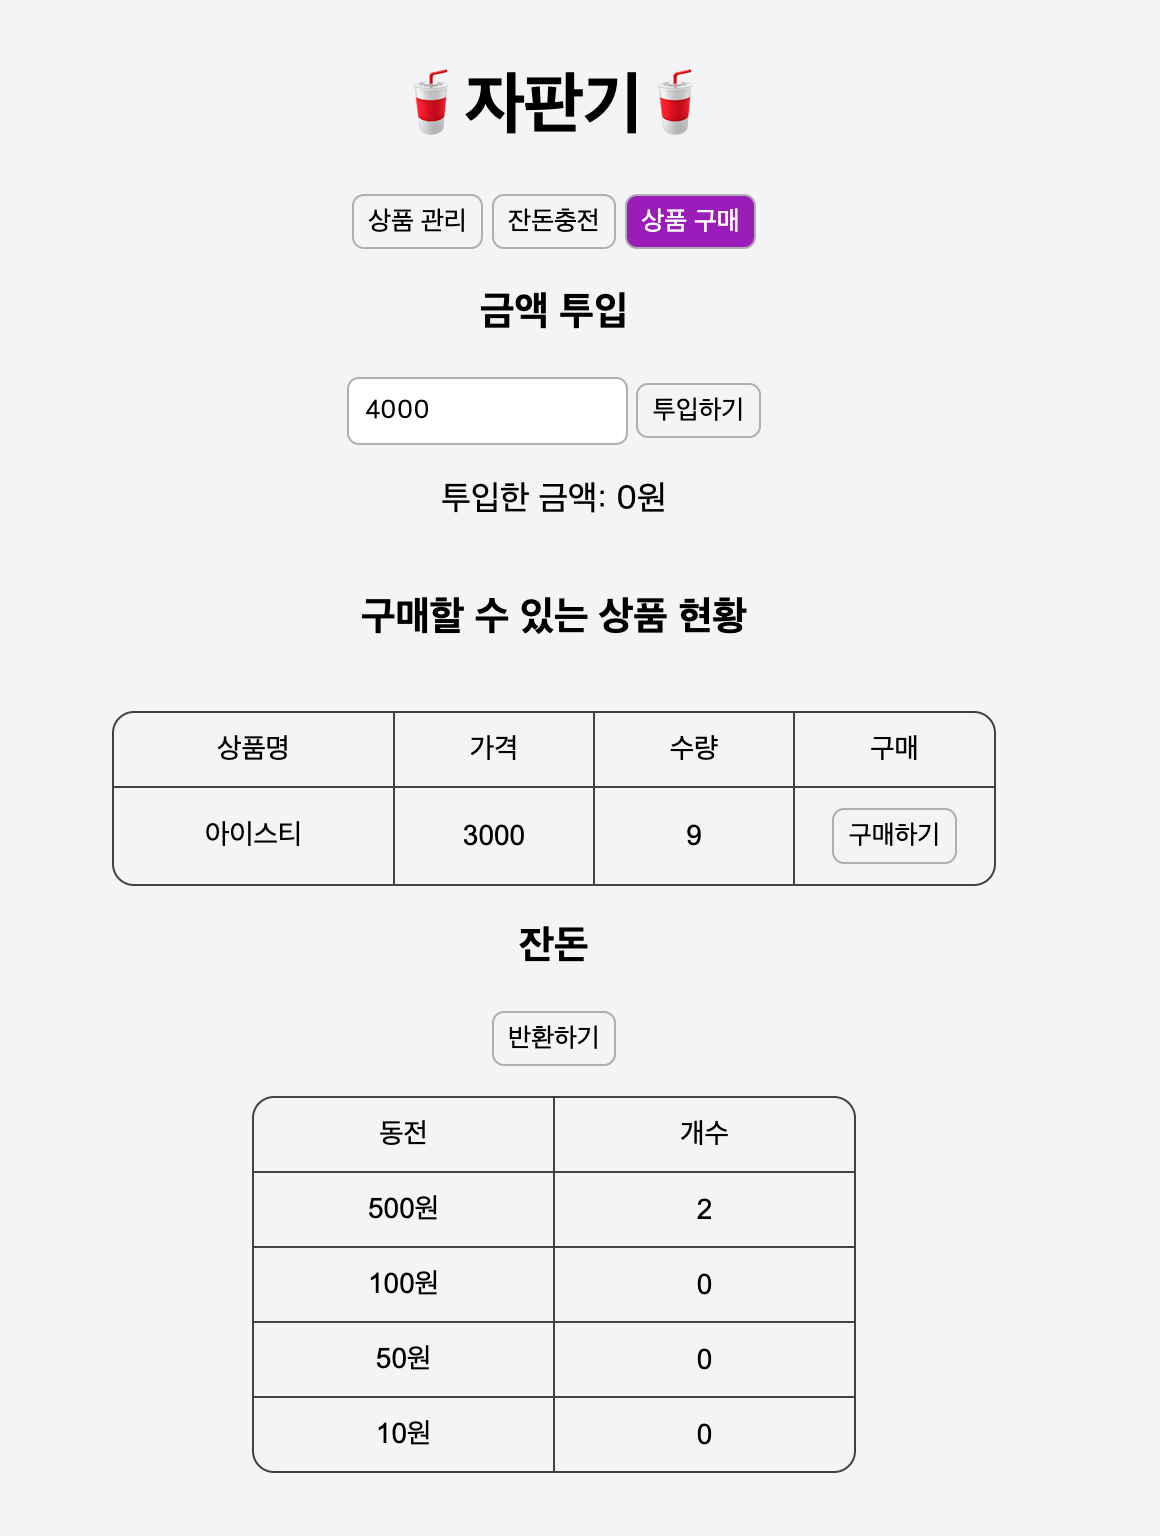 자판기
상품 관리 잔돈충전 상품 구매
금액 투입
4000 투입하기
투입한 금액: 0원
구매할 수 있는 상품 현황
상품명 가격 수량 구매
아이스티 3000 9 구매하기
잔돈
반환하기
동전 개수
500원 2
100원 0
50원 0
10원 0